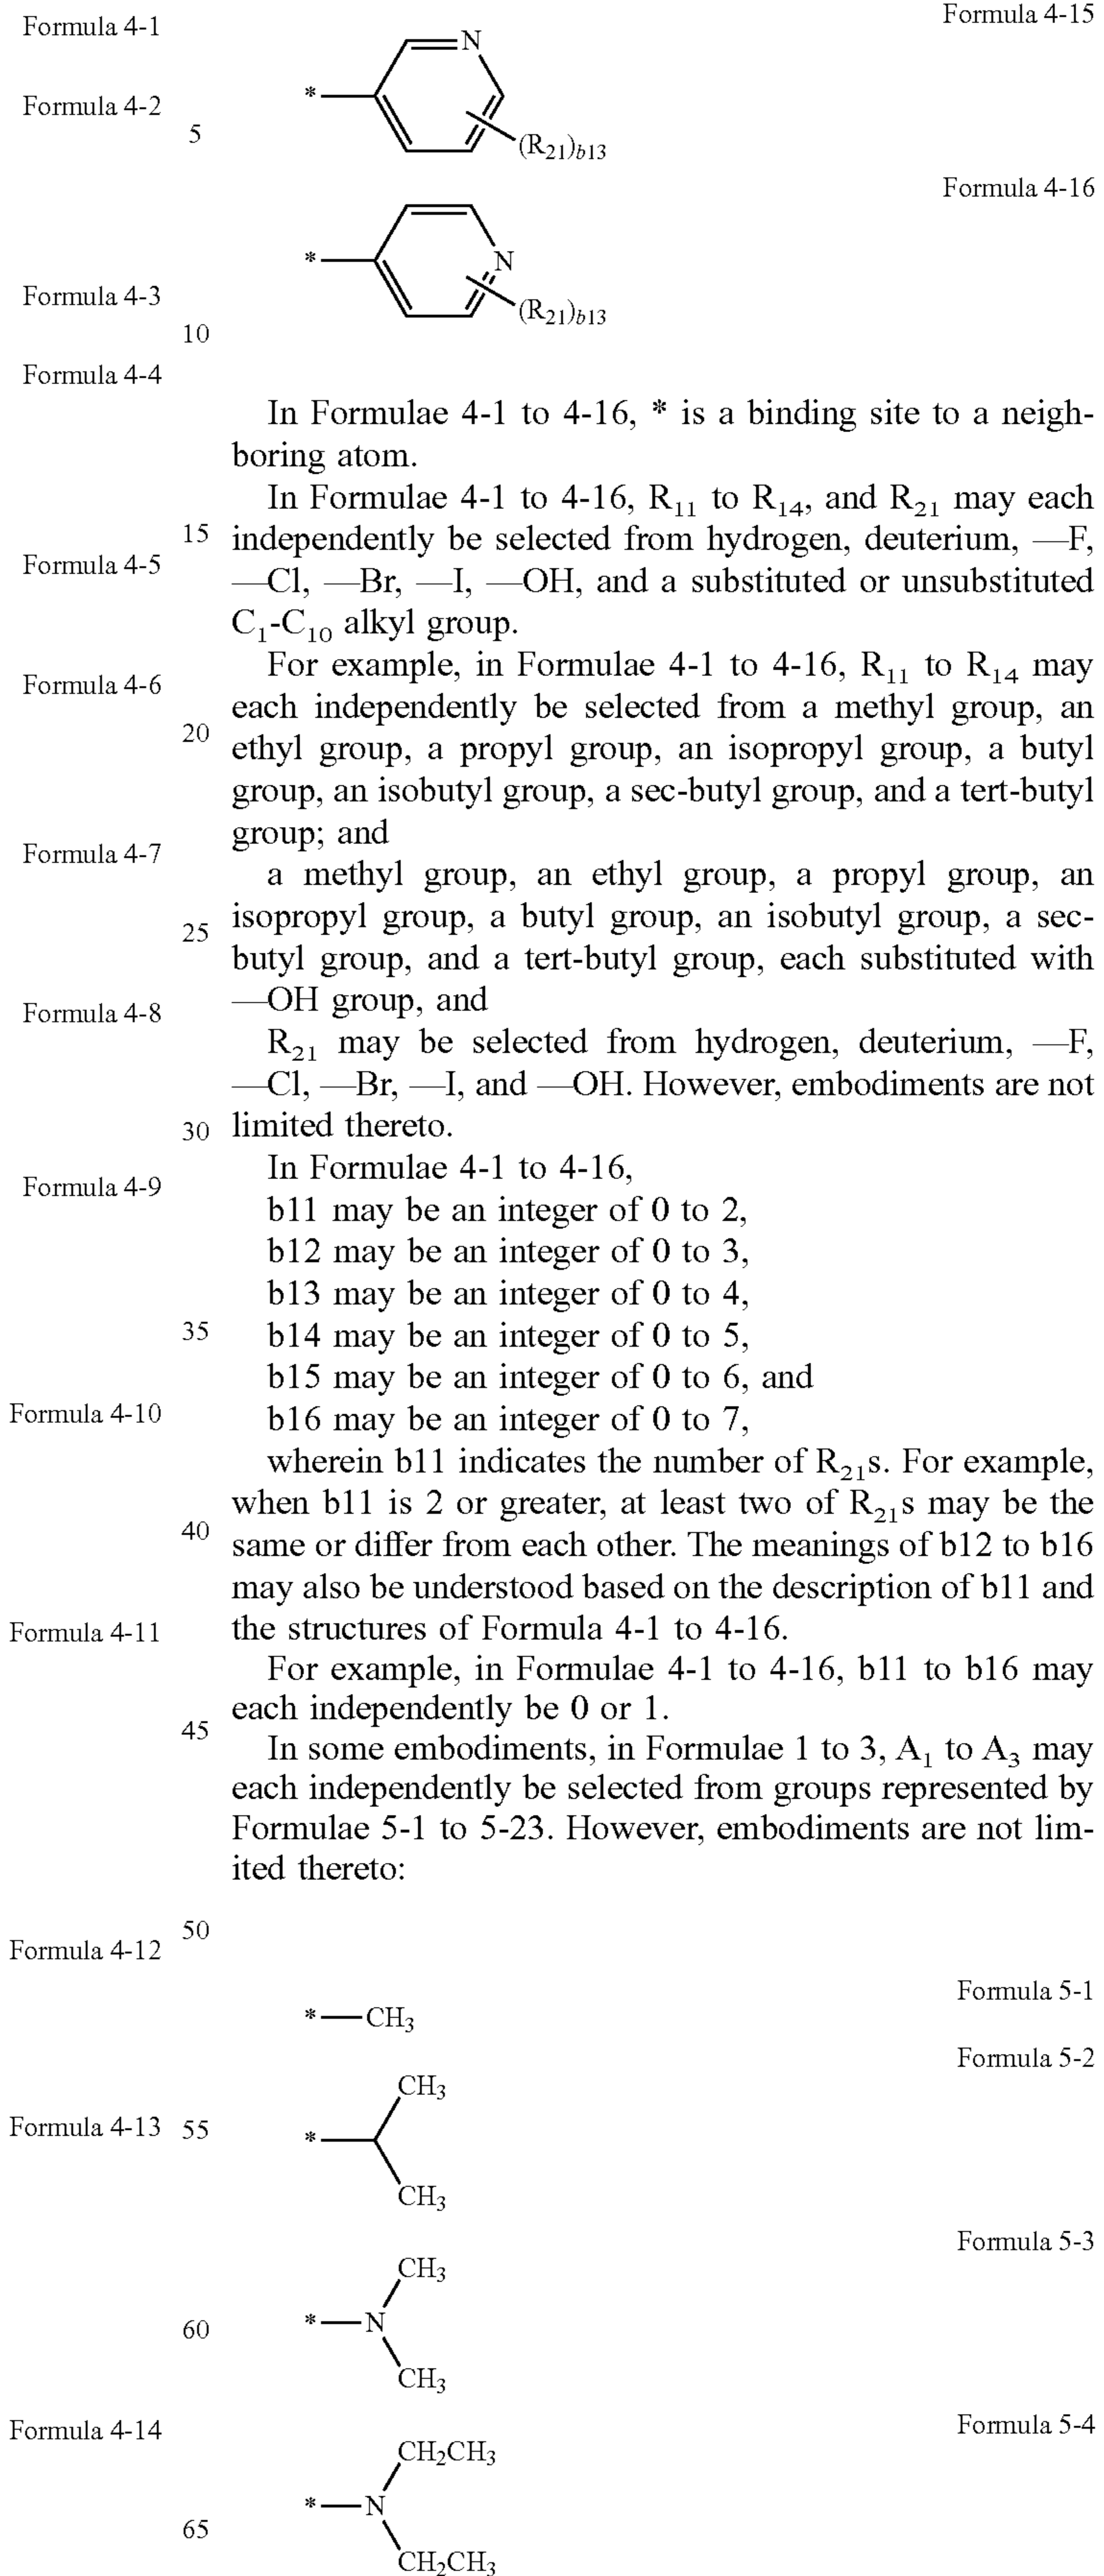 Formula 4-1
Formula 4-2
Formula 4-3
Formula 4-4
Formula 4-5
Formula 4-6
Formula 4-7
Formula 4-8
Formula 4-9
Formula 4-10
Formula 4-11
Formula 4-12
Formula 4-13
Formula 4-14
5
10
15
20
25
30
35
40
45
50
55
60
65
Formula 4-15
N
*
(R21)b13
Formula 4-16
*
N
(R21)b13
In Formulae 4-1 to 4-16, * is a binding site to a neigh-
boring atom.
In Formulae 4-1 to 4-16, R11 to R14, and R21 may each
independently be selected from hydrogen, deuterium, —F,
—Cl, —Br, —I, —OH, and a substituted or unsubstituted
C1-C10 alkyl group.
For example, in Formulae 4-1 to 4-16, R11 to R14 may
each independently be selected from a methyl group, an
ethyl group, a propyl group, an isopropyl group, a butyl
group, an isobutyl group, a sec-butyl group, and a tert-butyl
group; and
a methyl group, an ethyl group, a propyl group, an
isopropyl group, a butyl group, an isobutyl group, a sec-
butyl group, and a tert-butyl group, each substituted with
—OH group, and
R21 may be selected from hydrogen, deuterium, —F,
—Cl, —Br, —I, and —OH. However, embodiments are not
limited thereto.
In Formulae 4-1 to 4-16,
b11 may be an integer of 0 to 2,
b12 may be an integer of 0 to 3,
b13 may be an integer of 0 to 4,
b14 may be an integer of 0 to 5,
b15 may be an integer of 0 to 6, and
b16 may be an integer of 0 to 7,
wherein b11 indicates the number of R21s. For example,
when b11 is 2 or greater, at least two of R21s may be the
same or differ from each other. The meanings of b12 to b16
may also be understood based on the description of b11 and
the structures of Formula 4-1 to 4-16.
For example, in Formulae 4-1 to 4-16, b11 to b16 may
each independently be 0 or 1.
In some embodiments, in Formulae 1 to 3, A1 to A3 may
each independently be selected from groups represented by
Formulae 5-1 to 5-23. However, embodiments are not lim-
ited thereto:
Formula 5-1
*—CH3
Formula 5-2
CH3
*
CH3
Formula 5-3
CH3
*—N
CH3
Formula 5-4
CH2CH3
*—N
CH2CH3